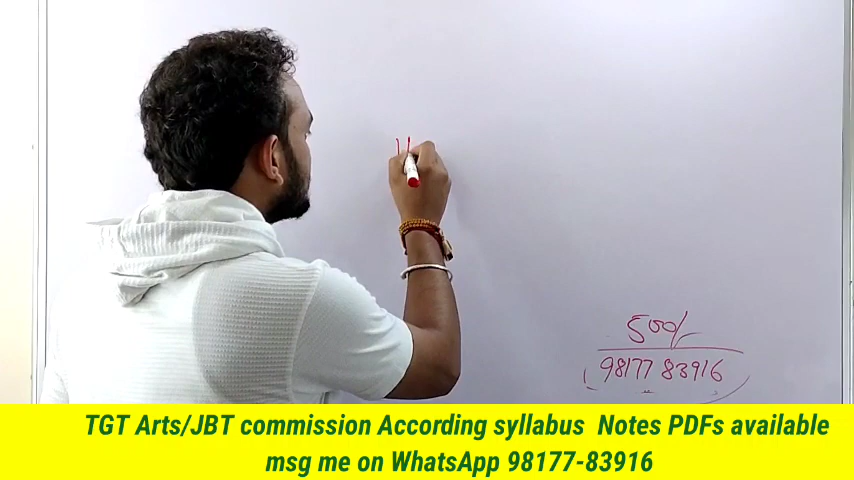 500/-
98177 83916
TGT Arts/JBT commission According syllabus Notes PDFs available
msg me on WhatsApp 98177-83916